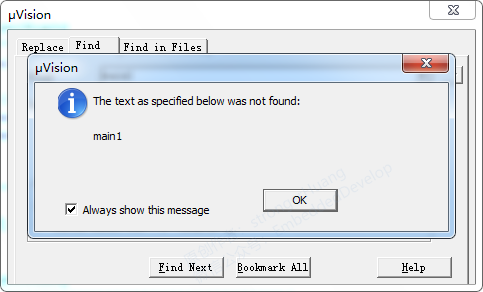 µVision
Replace Find Find in Files
µVision
The text as specified below was not found:
main1
Always show this message
OK
Find Next Bookmark All Help